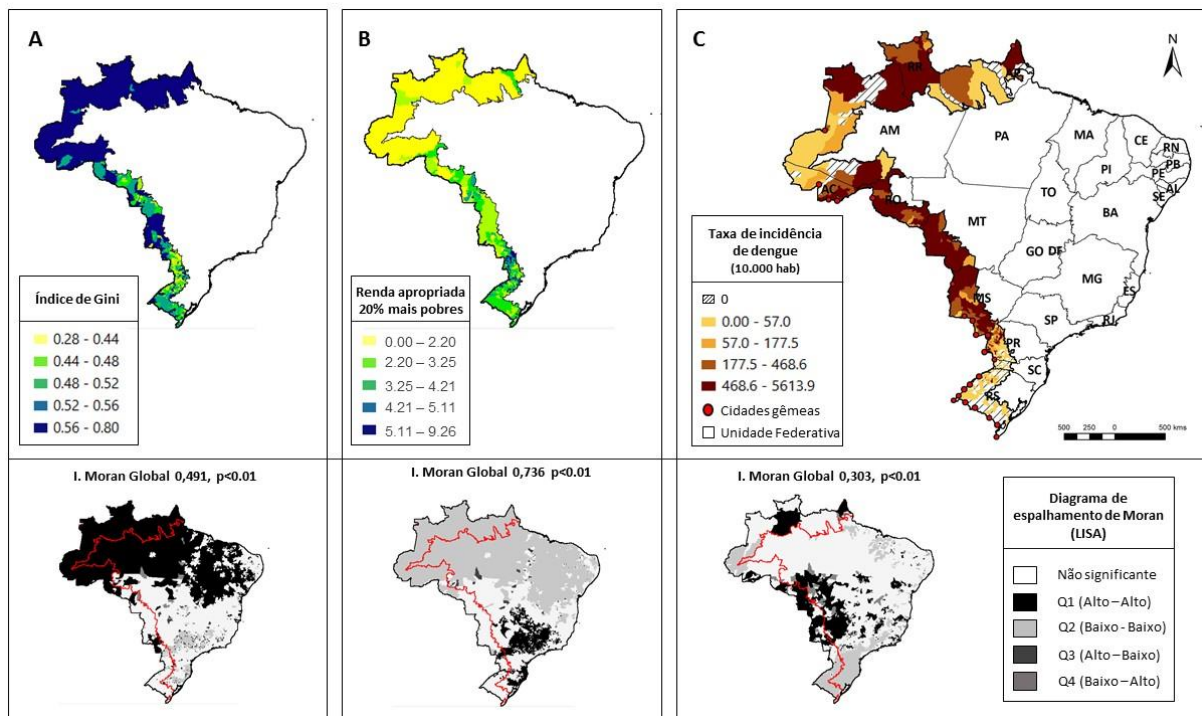 A
Índice de Gini
0.28 - 0.44
0.44 - 0.48
0.48 - 0.52
0.52 - 0.56
0.56 - 0.80
B
Renda apropriada
20% mais pobres
0.00 – 2.20
2.20 – 3.25
3.25 – 4.21
4.21 – 5.11
5.11 – 9.26
C
N
RR
AP
AM
PA
MA
CE
RN
PB
PE
AL
SE
PI
AC
RO
TO
BA
MT
GO
DF
MG
ES
MS
SP
RJ
PR
SC
RS
Taxa de incidência
de dengue
(10.000 hab)
0
0.00 - 57.0
57.0 - 177.5
177.5 - 468.6
468.6 - 5613.9
Cidades gêmeas
Unidade Federativa
500 250 0 500 kms
I. Moran Global 0,491, p<0.01
I. Moran Global 0,736, p<0.01
I. Moran Global 0,303, p<0.01
Diagrama de
espalhamento de Moran
(LISA)
Não significante
Q1 (Alto – Alto)
Q2 (Baixo - Baixo)
Q3 (Alto – Baixo)
Q4 (Baixo – Alto)